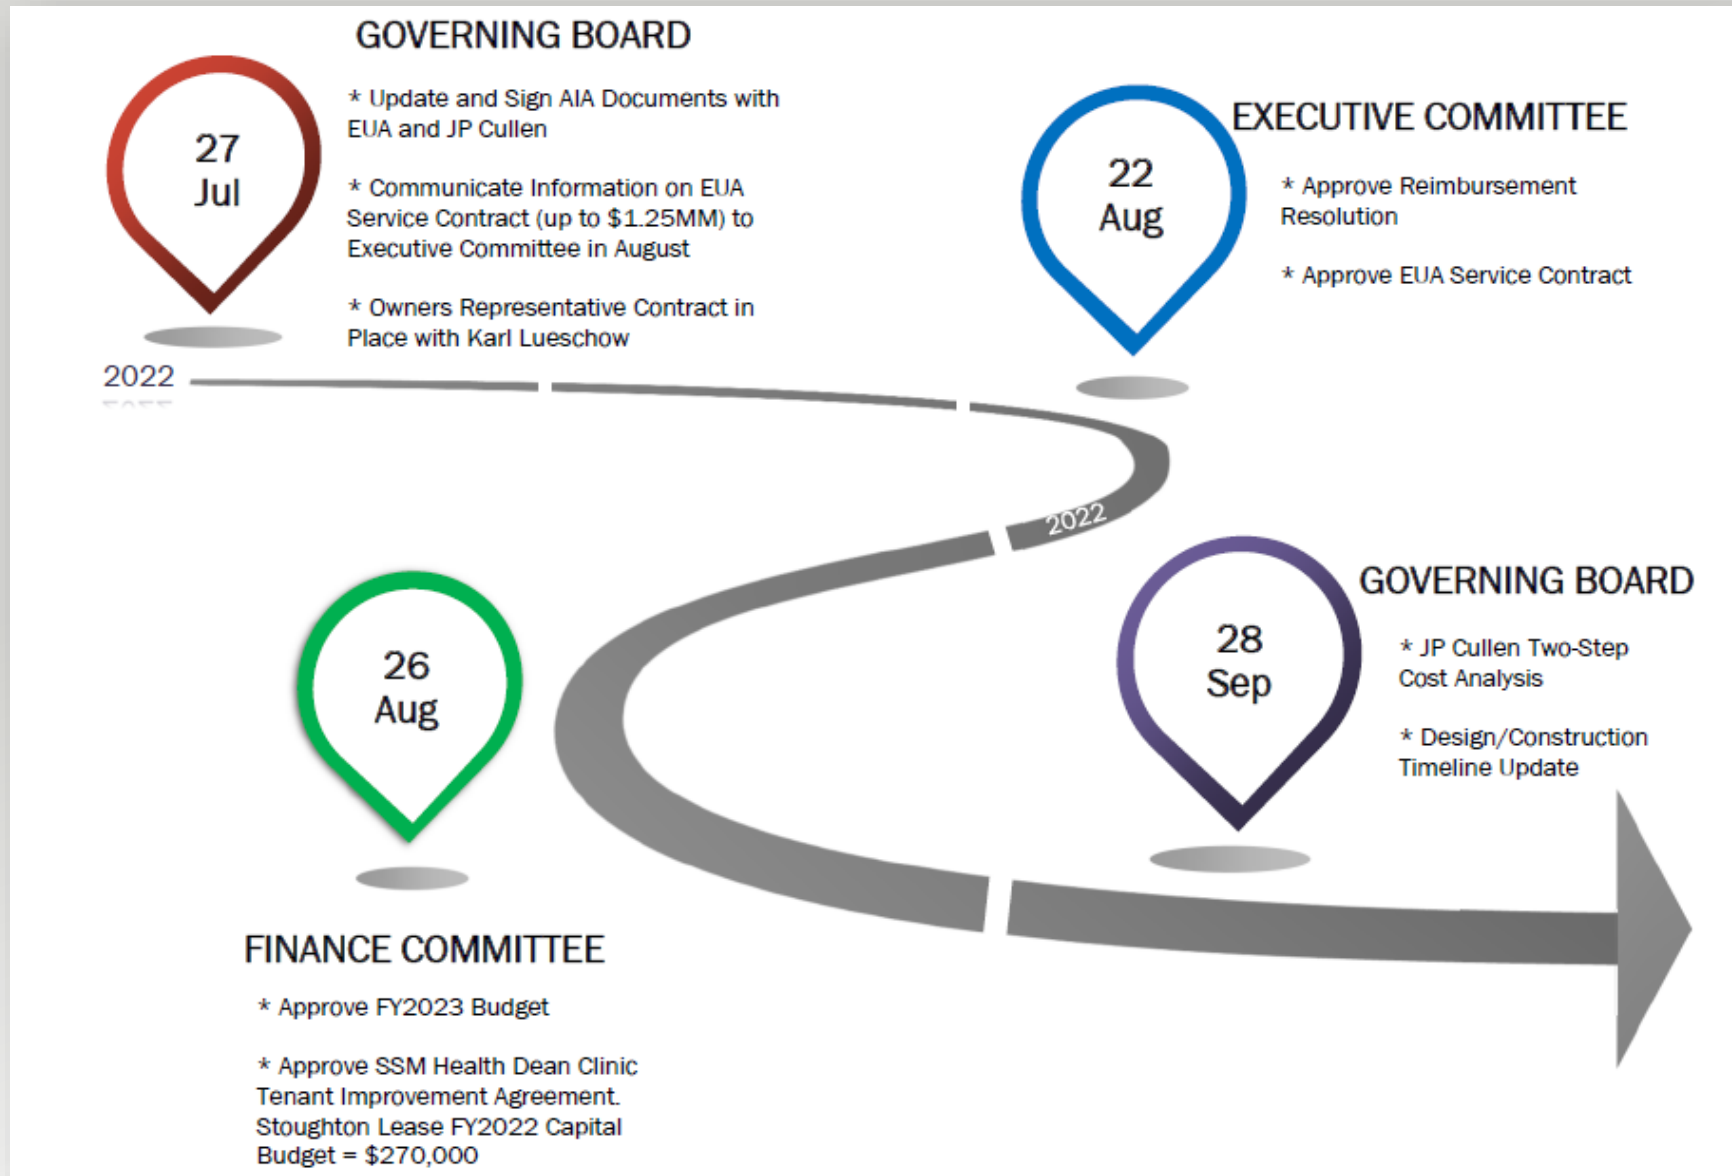 GOVERNING BOARD
27
Jul
* Update and Sign AIA Documents with
EUA and JP Cullen
* Communicate Information on EUA
Service Contract (up to $1.25MM) to
Executive Committee in August
* Owners Representative Contract in
Place with Karl Lueschow
EXECUTIVE COMMITTEE
22
Aug
* Approve Reimbursement
Resolution
* Approve EUA Service Contract
2022
2022
26
Aug
FINANCE COMMITTEE
* Approve FY2023 Budget
* Approve SSM Health Dean Clinic
Tenant Improvement Agreement.
Stoughton Lease FY2022 Capital
Budget = $270,000
GOVERNING BOARD
28
Sep
* JP Cullen Two-Step
Cost Analysis
* Design/Construction
Timeline Update